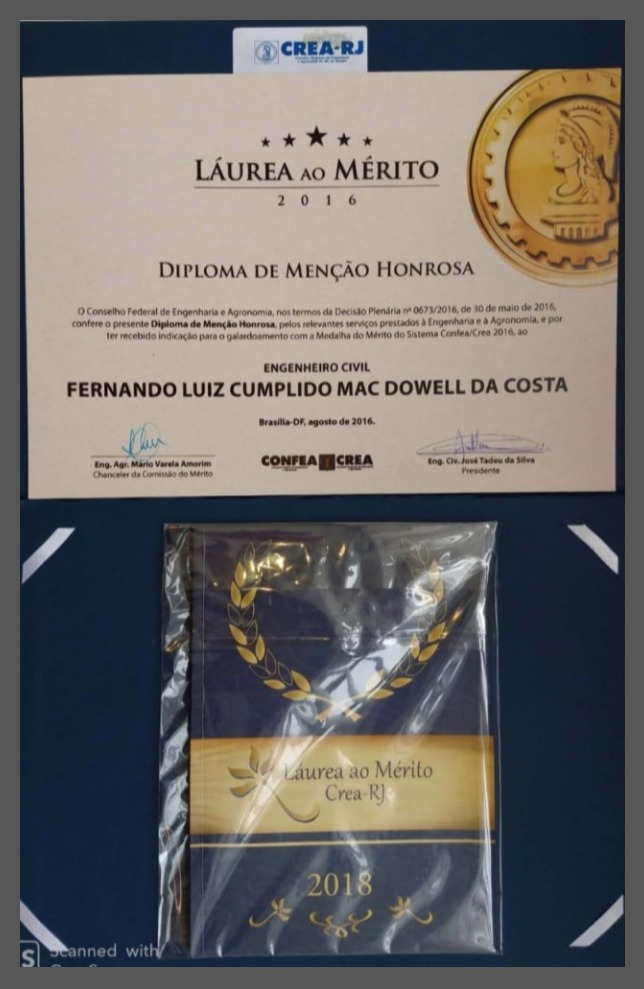 CREA-RJ
LÁUREA AO MÉRITO
2016
DIPLOMA DE MENÇÃO HONROSA
O Conselho Federal de Engenharia e Agronomia, nos termos da Decisão Plenária nº 0673/2016, de 30 de maio de 2016,
confere o presente Diploma de Menção Honrosa, pelos relevantes serviços prestados à Engenharia e à Agronomia, e por
ter recebido indicação para o galardoamento com a Medalha do Mérito do Sistema Confea/Crea 2016, ao
ENGENHEIRO CIVIL
FERNANDO LUIZ CUMPLIDO MAC DOWELL DA COSTA
Brasília-DF, agosto de 2016.
Eng. Agr. Mário Varela Amorim
Chanceler da Comissão do Mérito
CONFEA CREA
Eng. Civ. José Tadeu da Silva
Presidente
Láurea ao Mérito
Crea-RJ
2018
S Scanned with